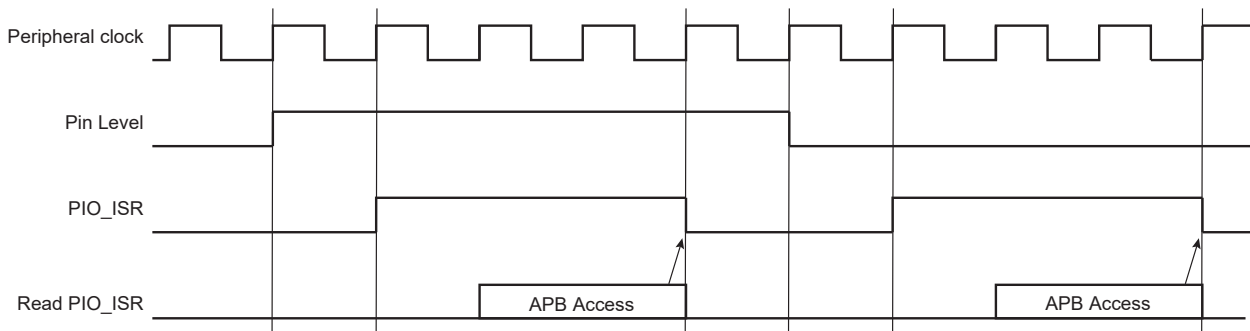 Peripheral clock
Pin Level
PIO_ISR
Read PIO_ISR
APB Access
APB Access